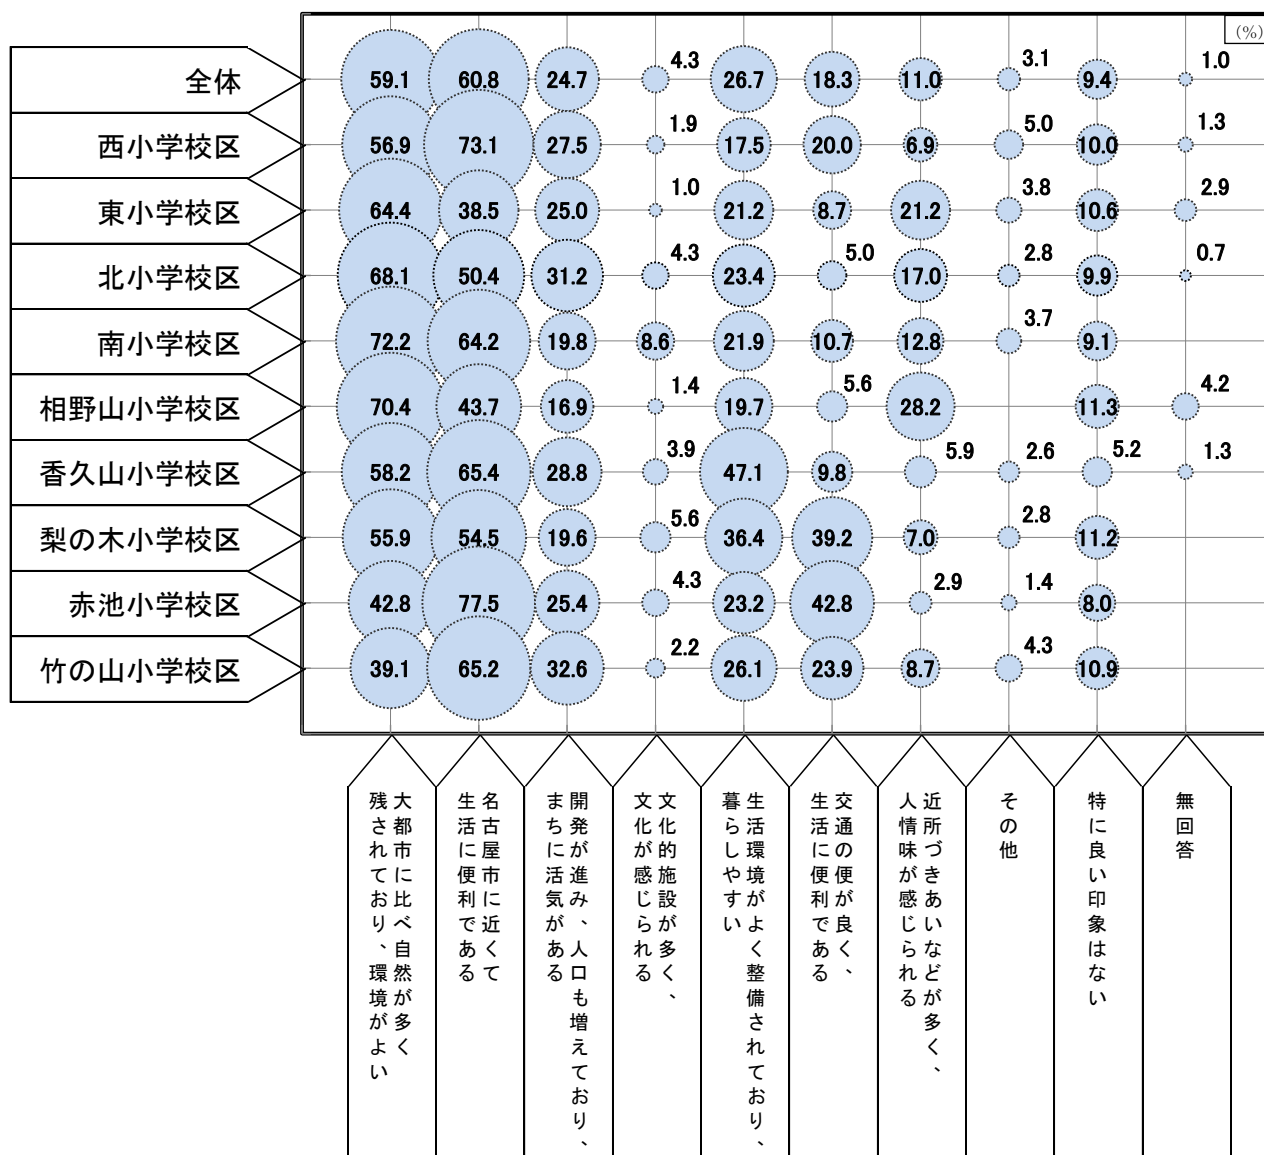 (%)
全体
59.1 60.8 24.7 4.3 26.7 18.3 11.0 3.1 9.4 1.0
西小学校区
56.9 73.1 27.5 1.9 17.5 20.0 6.9 5.0 10.0 1.3
東小学校区
64.4 38.5 25.0 1.0 21.2 8.7 21.2 3.8 10.6 2.9
北小学校区
68.1 50.4 31.2 4.3 23.4 5.0 17.0 2.8 9.9 0.7
南小学校区
72.2 64.2 19.8 8.6 21.9 10.7 12.8 3.7 9.1
相野山小学校区
70.4 43.7 16.9 1.4 19.7 5.6 28.2 11.3 4.2
香久山小学校区
58.2 65.4 28.8 3.9 47.1 9.8 5.9 2.6 5.2 1.3
梨の木小学校区
55.9 54.5 19.6 5.6 36.4 39.2 7.0 2.8 11.2
赤池小学校区
42.8 77.5 25.4 4.3 23.2 42.8 2.9 1.4 8.0
竹の山小学校区
39.1 65.2 32.6 2.2 26.1 23.9 8.7 4.3 10.9
大都市に比べ自然が多く
残されており、環境がよい
名古屋市に近くて
生活に便利である
開発が進み、人口も増えており、
まちに活気がある
文化的施設が多く、
文化が感じられる
生活環境がよく整備されており、
暮らしやすい
交通の便が良く、
生活に便利である
近所づきあいなどが多く、
人情味が感じられる
その他
特に良い印象はない
無回答